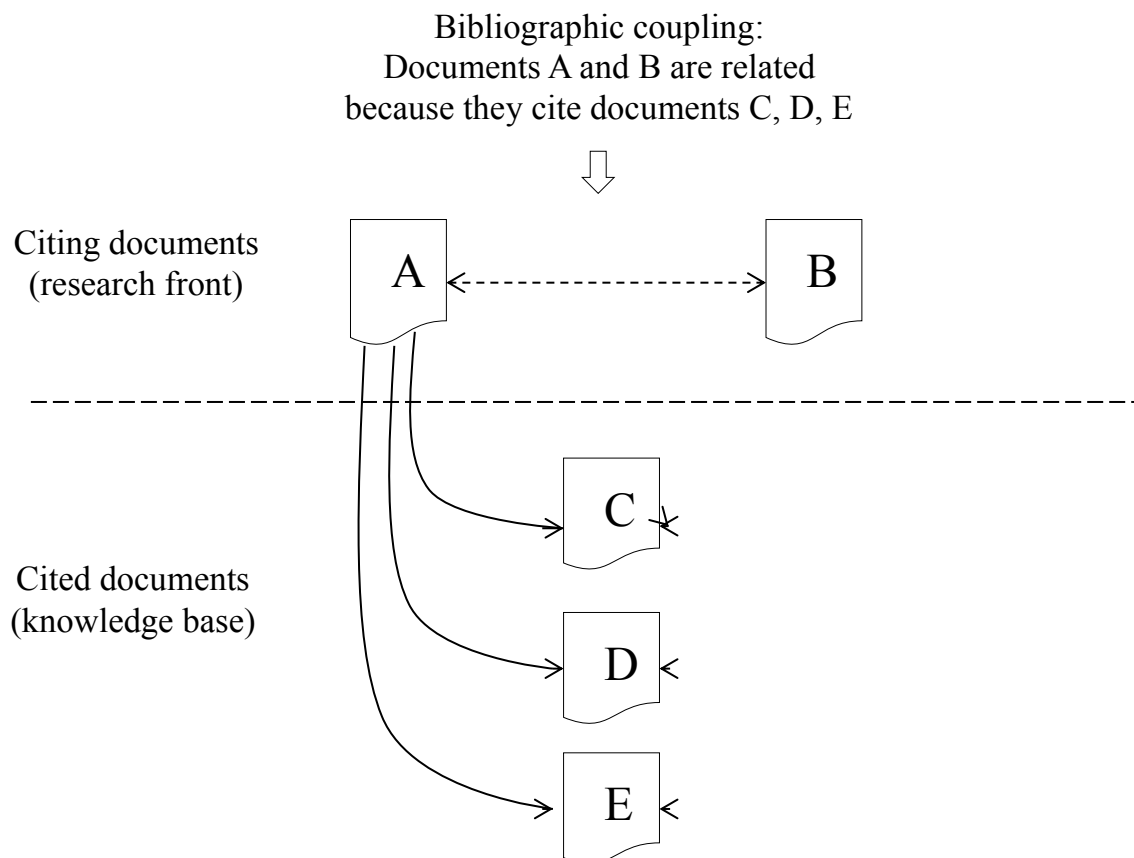 Bibliographic coupling:
Documents A and B are related
because they cite documents C, D, E
Citing documents
(research front)
A
B
Cited documents
(knowledge base)
C
D
E